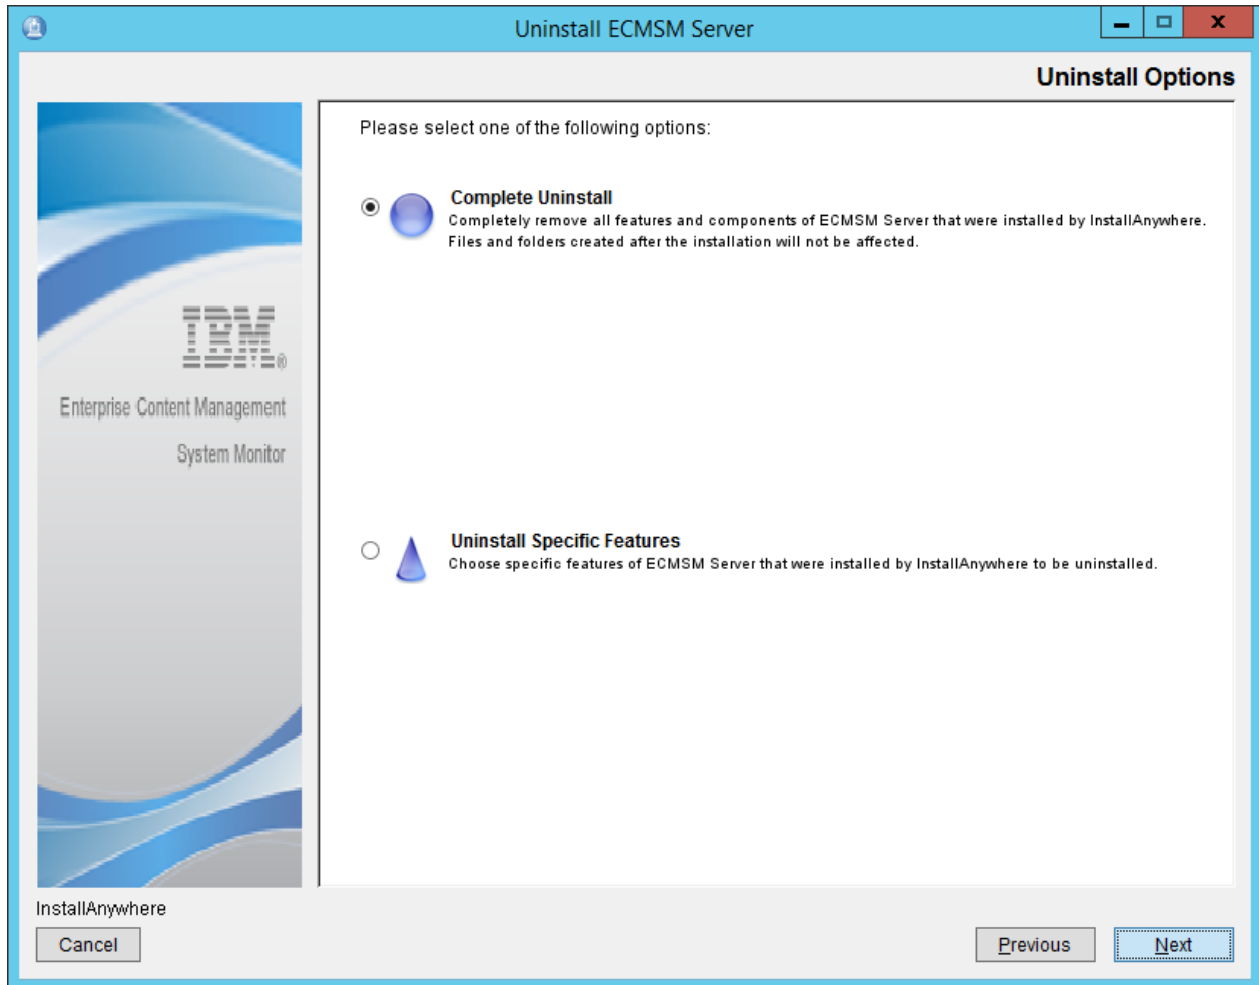 Uninstall ECMSM Server
Uninstall Options
Please select one of the following options:
Complete Uninstall
Completely remove all features and components of ECMSM Server that were installed by InstallAnywhere.
Files and folders created after the installation will not be affected.
IBM®
Enterprise Content Management
System Monitor
Uninstall Specific Features
Choose specific features of ECMSM Server that were installed by InstallAnywhere to be uninstalled.
InstallAnywhere
Cancel
Previous
Next